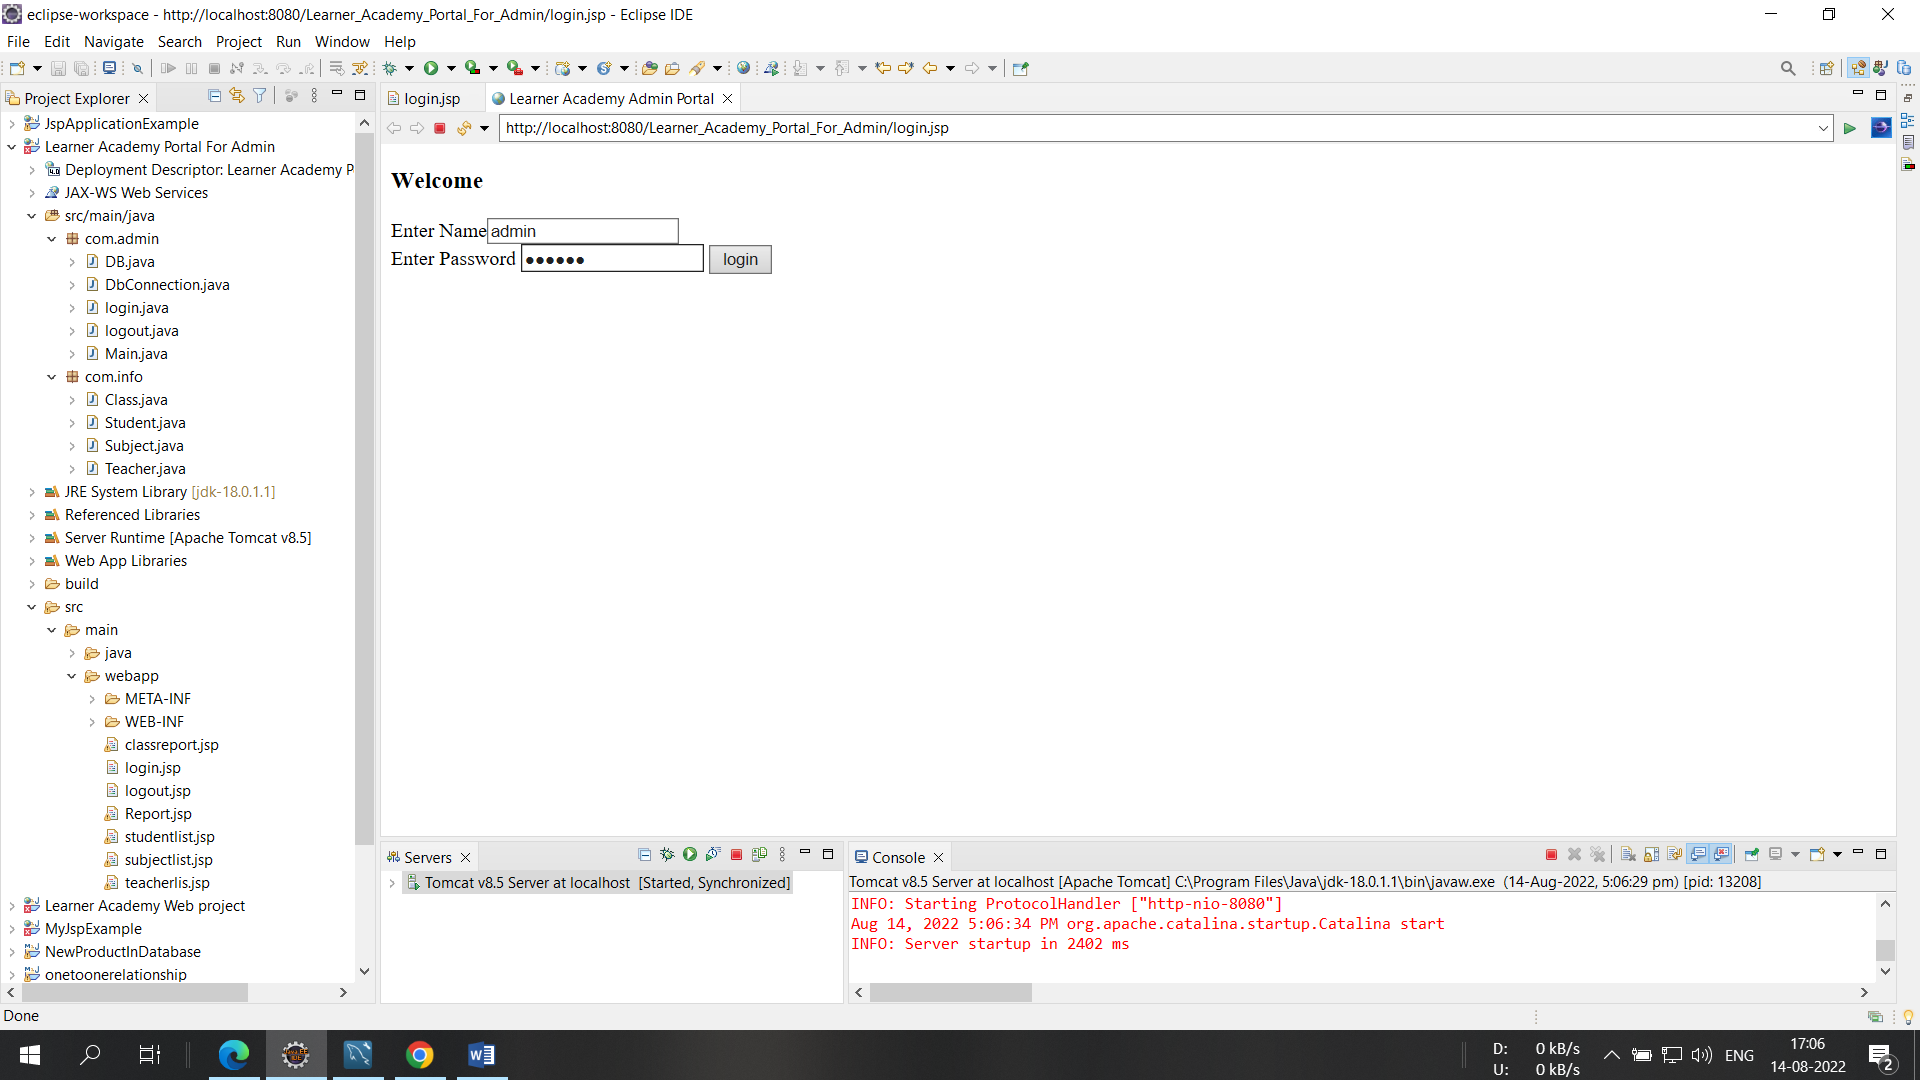 eclipse-workspace - http://localhost:8080/Learner_Academy_Portal_For_Admin/login.jsp - Eclipse IDE
File Edit Navigate Search Project Run Window Help
Project Explorer
JspApplicationExample
Learner Academy Portal For Admin
Deployment Descriptor: Learner Academy P
JAX-WS Web Services
src/main/java
com.admin
DB.java
DbConnection.java
login.java
logout.java
Main.java
com.info
Class.java
Student.java
Subject.java
Teacher.java
JRE System Library [jdk-18.0.1.1]
Referenced Libraries
Server Runtime [Apache Tomcat v8.5]
Web App Libraries
build
src
main
java
webapp
META-INF
WEB-INF
classreport.jsp
login.jsp
logout.jsp
Report.jsp
studentlist.jsp
subjectlist.jsp
teacherlis.jsp
Learner Academy Web project
MyJspExample
NewProductInDatabase
onetoonerelationship
login.jsp
Learner Academy Admin Portal
http://localhost:8080/Learner_Academy_Portal_For_Admin/login.jsp
Welcome
Enter Name admin
Enter Password ●●●●●● login
Servers
Tomcat v8.5 Server at localhost [Started, Synchronized]
Console
Tomcat v8.5 Server at localhost [Apache Tomcat] C:\Program Files\Java\jdk-18.0.1.1\bin\javaw.exe (14-Aug-2022, 5:06:29 pm) [pid: 13208]
INFO: Starting ProtocolHandler ["http-nio-8080"]
Aug 14, 2022 5:06:34 PM org.apache.catalina.startup.Catalina start
INFO: Server startup in 2402 ms
Done
D: 0 kB/s
U: 0 kB/s
ENG
17:06
14-08-2022
2